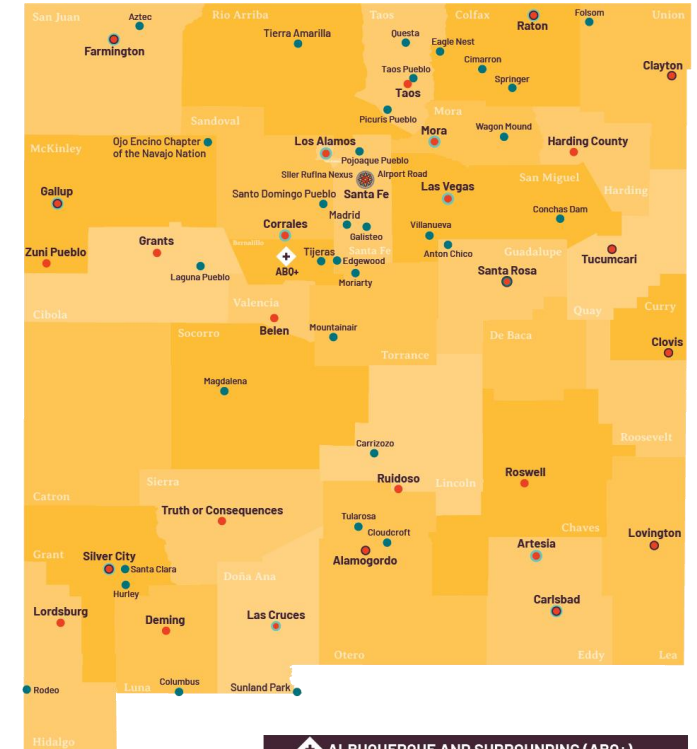 San Juan
Aztec
Rio Arriba
Taos
Colfax
Folsom
Union
Farmington
Tierra Amarilla
Questa
Eagle Nest
Raton
Clayton
Cimarron
Taos Pueblo
Springer
Taos
Picuris Pueblo
Mora
Sandoval
McKinley
Ojo Encino Chapter
of the Navajo Nation
Los Alamos
Mora
Wagon Mound
Harding County
Pojoaque Pueblo
Siler Rufina Nexus
Airport Road
San Miguel
Harding
Gallup
Santo Domingo Pueblo
Santa Fe
Las Vegas
Madrid
Conchas Dam
Corrales
Galisteo
Villanueva
Zuni Pueblo
Grants
Bernalillo
Tijeras
Santa Fe
Edgewood
Anton Chico
Guadalupe
Tucumcari
Laguna Pueblo
ABQ+
Moriarty
Santa Rosa
Cibola
Valencia
Quay
Curry
Belen
Mountainair
Socorro
De Baca
Clovis
Torrance
Magdalena
Roosevelt
Carrizozo
Roswell
Catron
Sierra
Ruidoso
Lincoln
Truth or Consequences
Tularosa
Chaves
Cloudcroft
Lovington
Grant
Silver City
Santa Clara
Alamogordo
Artesia
Hurley
Doña Ana
Lordsburg
Deming
Las Cruces
Carlsbad
Otero
Eddy
Lea
Rodeo
Luna
Columbus
Sunland Park
Hidalgo
ALBUQUERQUE AND SURROUNDING (ABQ+)